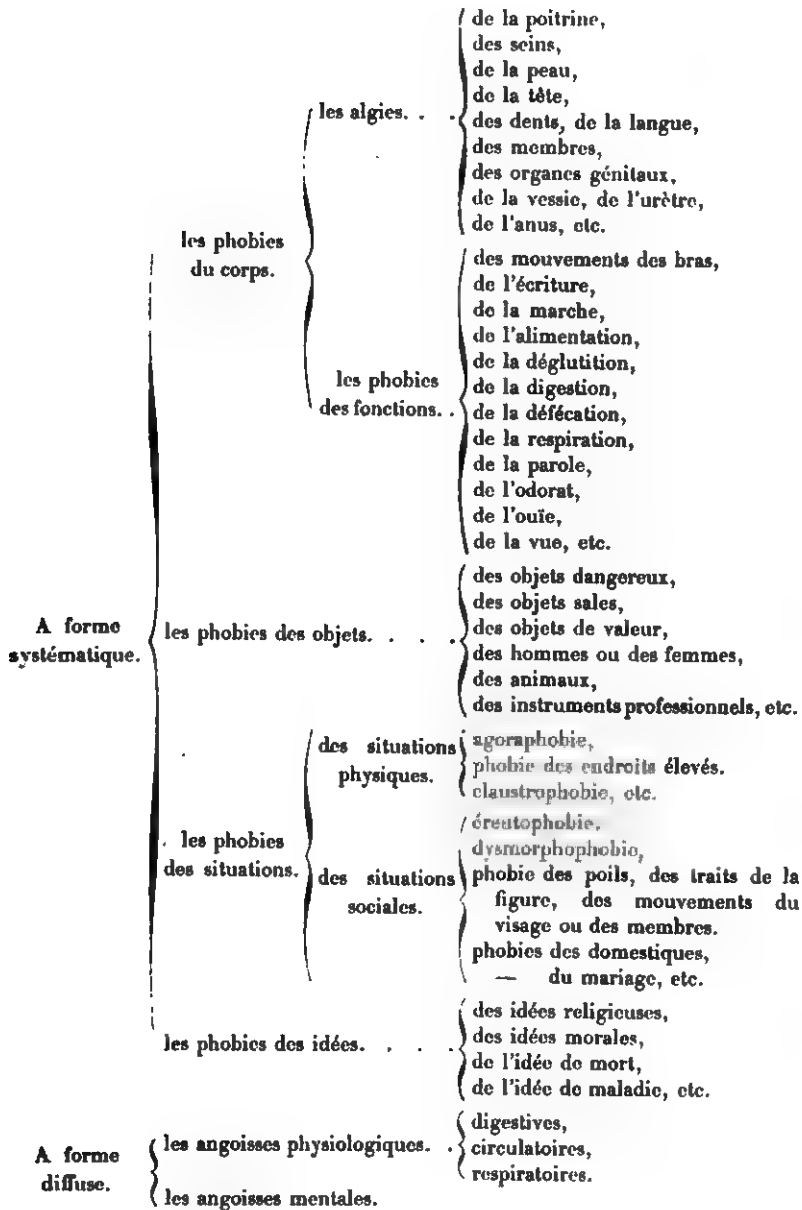 de la poitrine,
des seins,
de la peau,
de la tête,
les algies. . .
des dents, de la langue,
des membres,
des organes génitaux,
de la vessie, de l'urètre,
de l'anus, etc.
les phobies
du corps.
des mouvements des bras,
de l'écriture,
de la marche,
de l'alimentation,
de la déglutition,
les phobies
des fonctions. .
de la digestion,
de la défécation,
de la respiration,
de la parole,
de l'odorat,
de l'ouïe,
de la vue, etc.
A forme
systématique.
les phobies des objets. . . .
des objets dangereux,
des objets sales,
des objets de valeur,
des hommes ou des femmes,
des animaux,
des instruments professionnels, etc.
les phobies
des situations.
des situations
physiques.
agoraphobie,
phobie des endroits élevés.
claustrophobie, etc.
des situations
sociales.
éreutophobie.
dysmorphophobie,
phobie des poils, des traits de la
figure, des mouvements du
visage ou des membres.
phobies des domestiques,
— du mariage, etc.
les phobies des idées. . . .
des idées religieuses,
des idées morales,
de l'idée de mort,
de l'idée de maladie, etc.
A forme
diffuse.
les angoisses physiologiques. .
digestives,
circulatoires,
respiratoires.
les angoisses mentales.